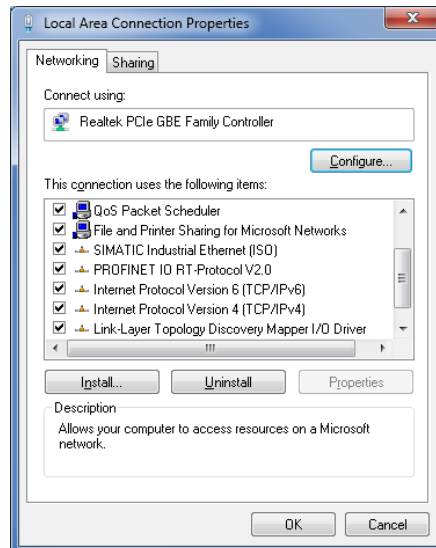 Local Area Connection Properties
Networking
Sharing
Connect using:
Realtek PCIe GBE Family Controller
Configure...
This connection uses the following items:
QoS Packet Scheduler
File and Printer Sharing for Microsoft Networks
SIMATIC Industrial Ethernet (ISO)
PROFINET IO RT-Protocol V2.0
Internet Protocol Version 6 (TCP/IPv6)
Internet Protocol Version 4 (TCP/IPv4)
Link-Layer Topology Discovery Mapper I/O Driver
Install...
Uninstall
Properties
Description
Allows your computer to access resources on a Microsoft
network.
OK
Cancel